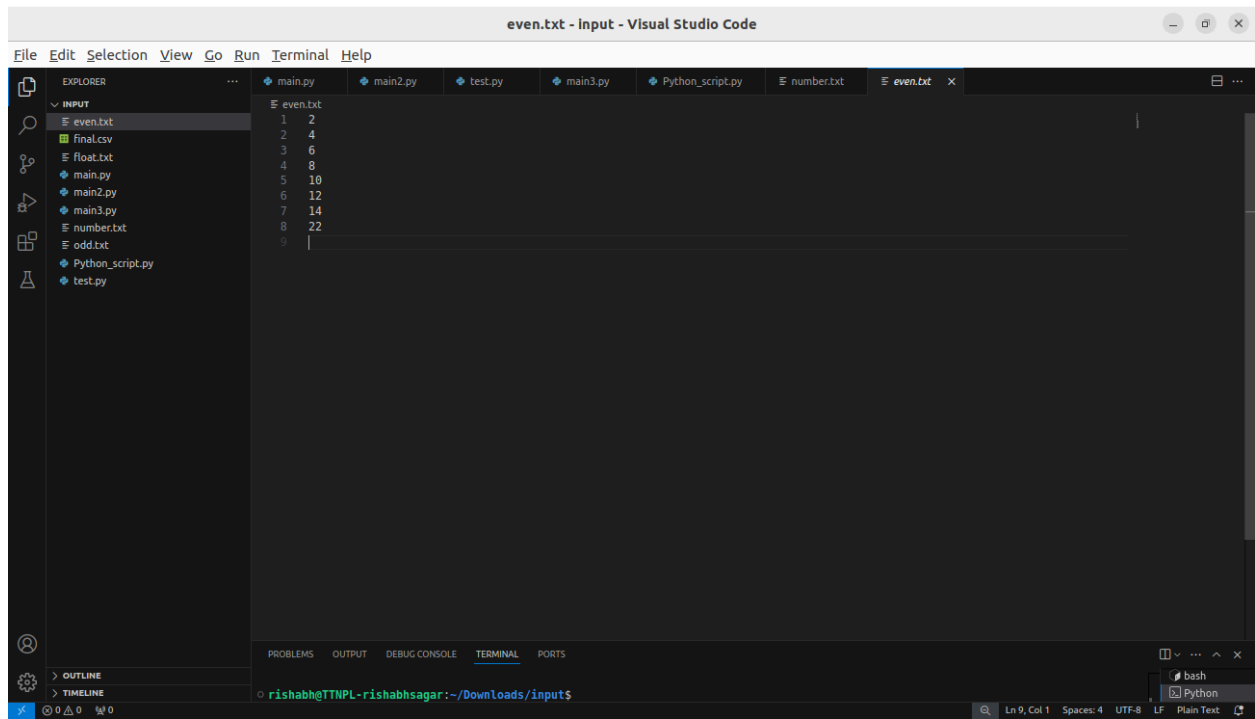 even.txt - input - Visual Studio Code
File Edit Selection View Go Run Terminal Help
EXPLORER
main.py main2.py test.py main3.py Python_script.py number.txt even.txt
INPUT
even.txt
final.csv
float.txt
main.py
main2.py
main3.py
number.txt
odd.txt
Python_script.py
test.py
OUTLINE
TIMELINE
even.txt
1 2
2 4
3 6
4 8
5 10
6 12
7 14
8 22
9
PROBLEMS OUTPUT DEBUG CONSOLE TERMINAL PORTS
rishabh@TTNPL-rishabhsagar:~/Downloads/input$
bash
Python
0 0 0 Ln 9, Col 1 Spaces: 4 UTF-8 LF Plain Text